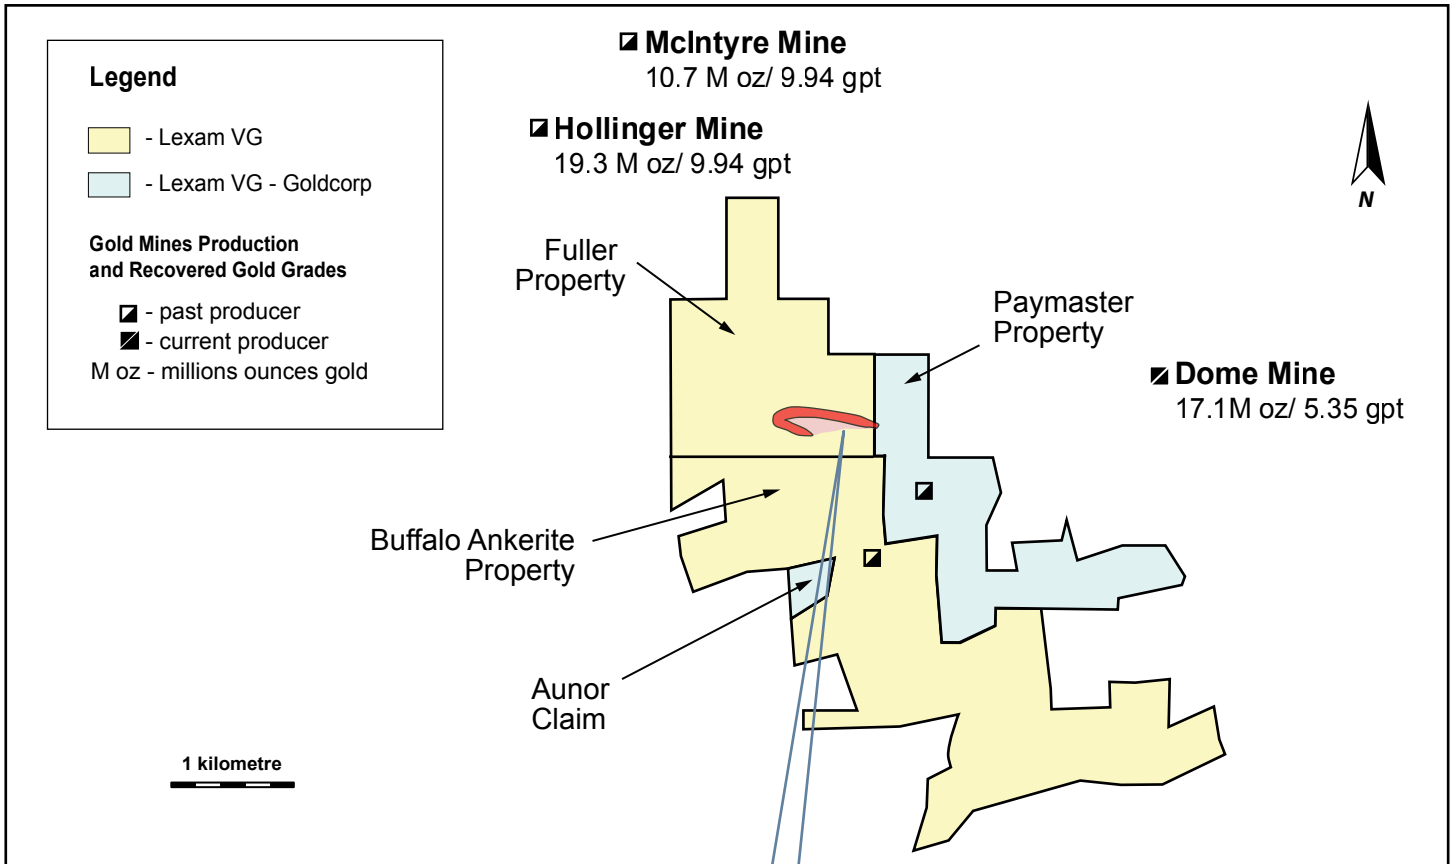 Legend
- Lexam VG
- Lexam VG - Goldcorp
Gold Mines Production
and Recovered Gold Grades
- past producer
- current producer
M oz - millions ounces gold
McIntyre Mine
10.7 M oz/ 9.94 gpt
Hollinger Mine
19.3 M oz/ 9.94 gpt
N
Fuller
Property
Paymaster
Property
Dome Mine
17.1M oz/ 5.35 gpt
Buffalo Ankerite
Property
Aunor
Claim
1 kilometre